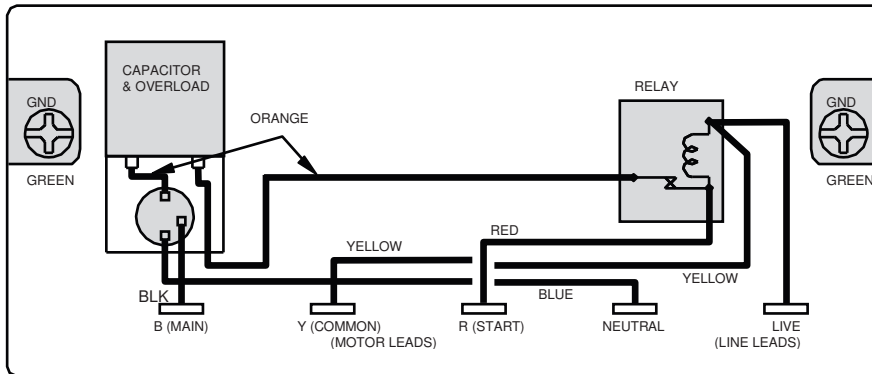 CAPACITOR
& OVERLOAD
RELAY
GND
GND
ORANGE
GREEN
GREEN
RED
YELLOW
YELLOW
BLK
BLUE
B (MAIN)
Y (COMMON)
R (START)
NEUTRAL
LIVE
(MOTOR LEADS)
(LINE LEADS)